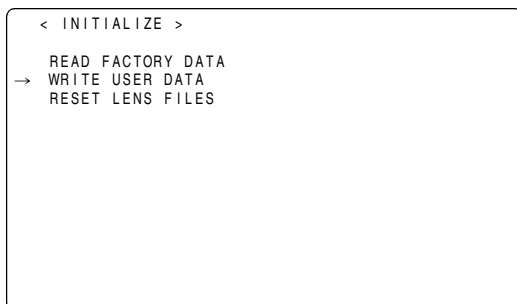 < INITIALIZE >
READ FACTORY DATA
→ WRITE USER DATA
RESET LENS FILES